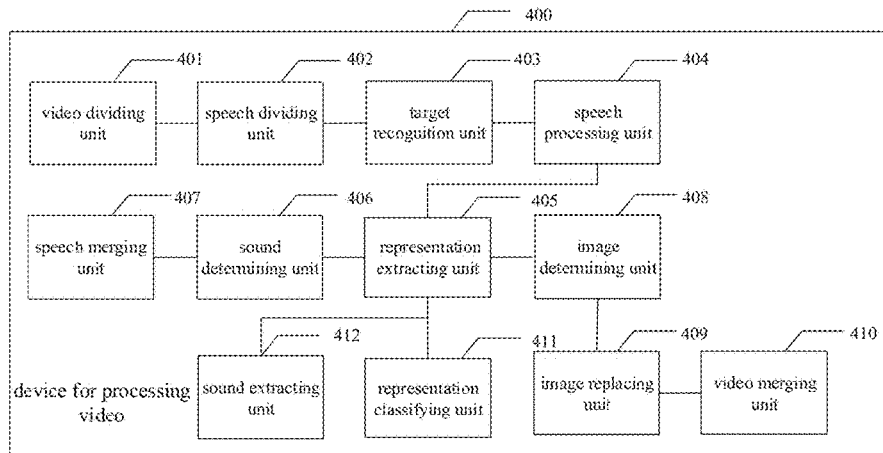 400
401
402
403
404
video dividing
unit
speech dividing
unit
target
recognition unit
speech
processing unit
407
406
405
408
speech merging
unit
sound
determining unit
representation
extracting unit
image
determining unit
412
411
409
410
device for processing
video
sound extracting
unit
representation
classifying unit
image replacing
unit
video merging
unit